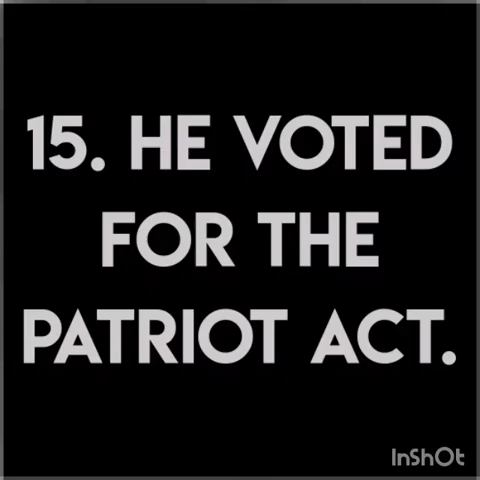 15. HE VOTED
FOR THE
PATRIOT ACT.
InShOt